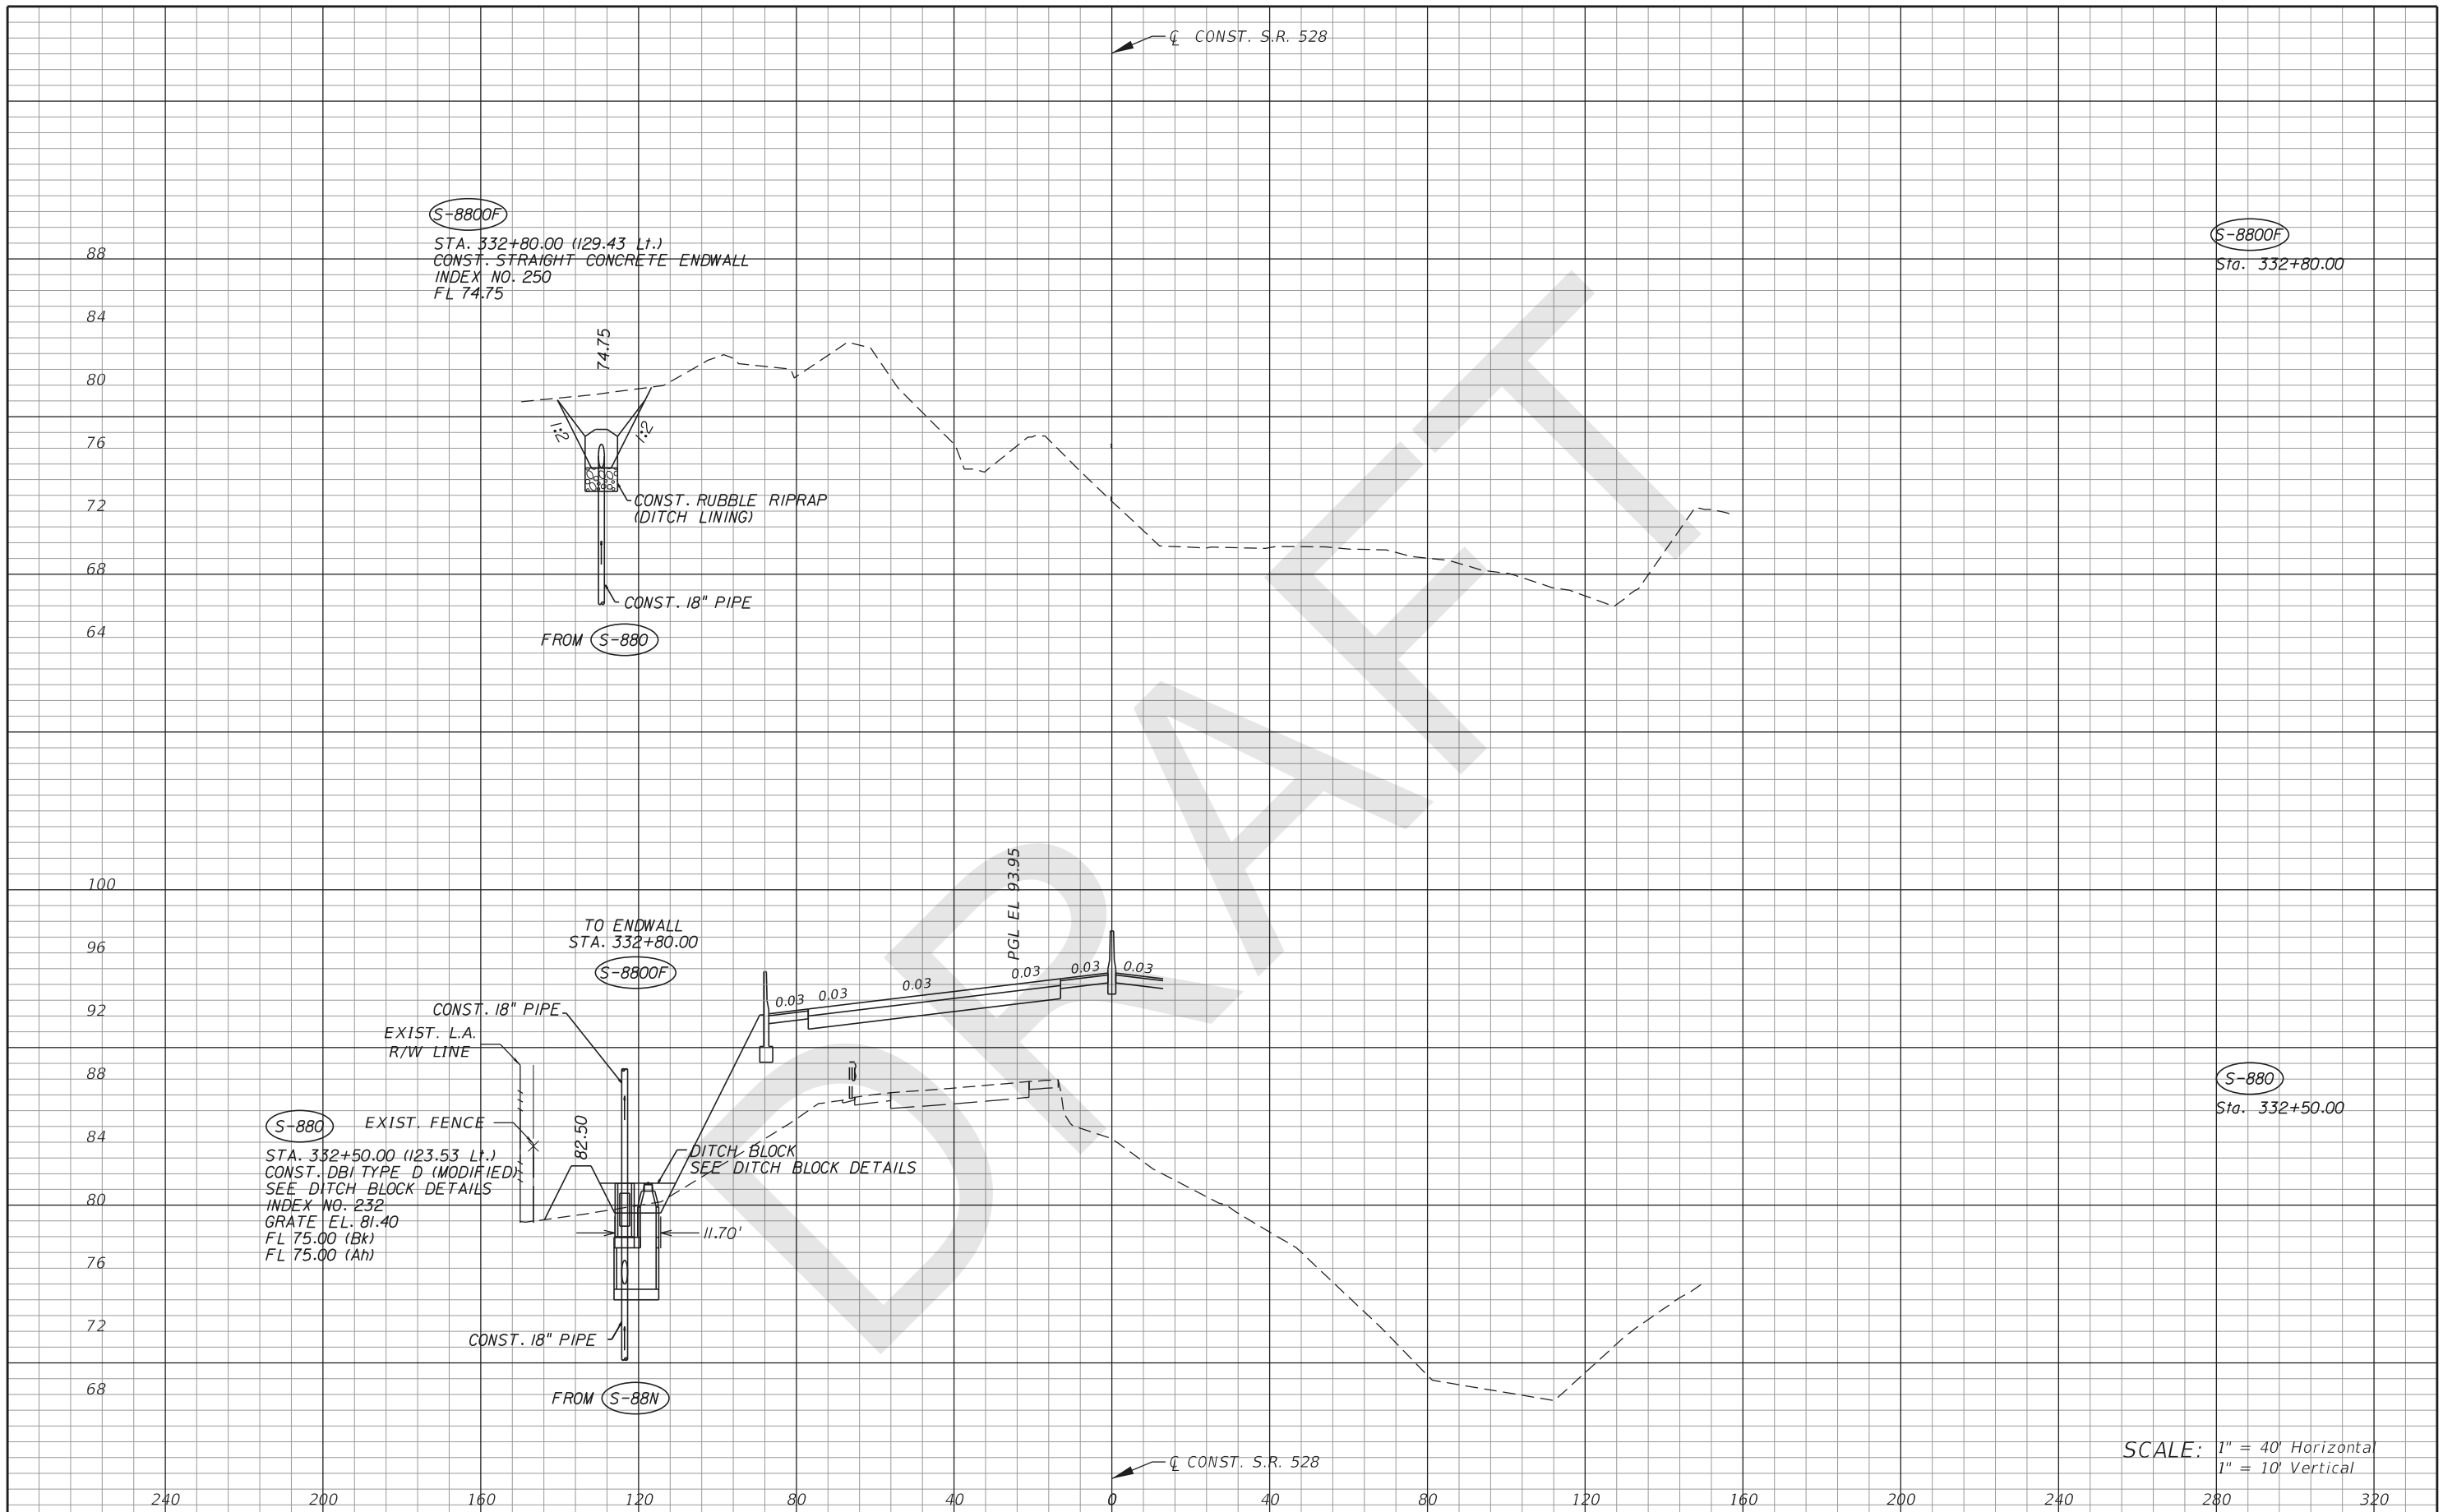 ℄ CONST. S.R. 528
S-8800F
STA. 332+80.00 (129.43 Lt.)
CONST. STRAIGHT CONCRETE ENDWALL
INDEX NO. 250
FL 74.75
S-8800F
Sta. 332+80.00
88
84
80
76
72
68
64
74.75
1:2
1:2
CONST. RUBBLE RIPRAP
(DITCH LINING)
CONST. 18" PIPE
FROM S-880
DRAFT
100
96
92
88
84
80
76
72
68
PGL EL 93.95
TO ENDWALL
STA. 332+80.00
S-8800F
0.03
0.03
0.03
0.03
0.03
0.03
CONST. 18" PIPE
EXIST. L.A.
R/W LINE
EXIST. FENCE
82.50
S-880
STA. 332+50.00 (123.53 Lt.)
CONST. DBI TYPE D (MODIFIED)
SEE DITCH BLOCK DETAILS
INDEX NO. 232
GRATE EL. 81.40
FL 75.00 (Bk)
FL 75.00 (Ah)
DITCH BLOCK
SEE DITCH BLOCK DETAILS
11.70'
CONST. 18" PIPE
FROM S-88N
S-880
Sta. 332+50.00
℄ CONST. S.R. 528
SCALE: 1" = 40' Horizontal
1" = 10' Vertical
240 200 160 120 80 40 0 40 80 120 160 200 240 280 320